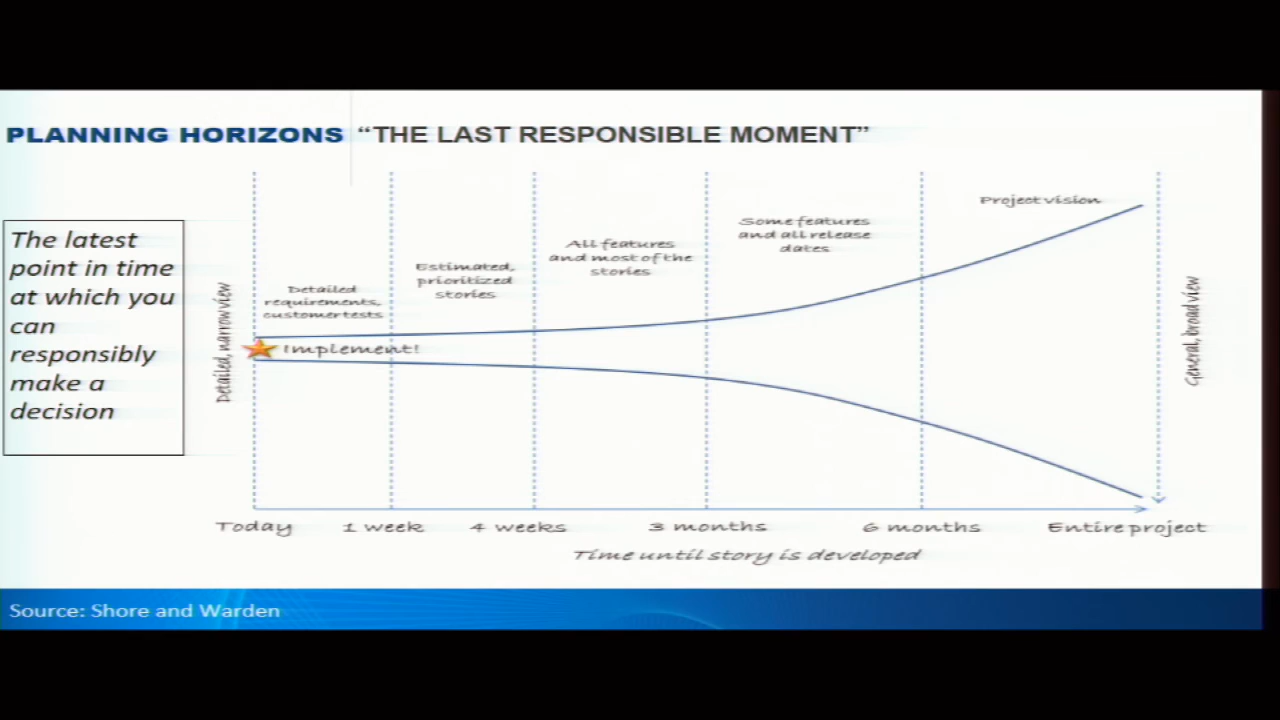 PLANNING HORIZONS "THE LAST RESPONSIBLE MOMENT"
The latest
point in time
at which you
can
responsibly
make a
decision
Detailed, narrow view
Detailed
requirements,
customer tests
Implement!
Estimated,
prioritized
stories
All features
and most of the
stories
Some features
and all release
dates
Project vision
General, broad view
Today
1 week
4 weeks
3 months
6 months
Entire project
Time until story is developed
Source: Shore and Warden